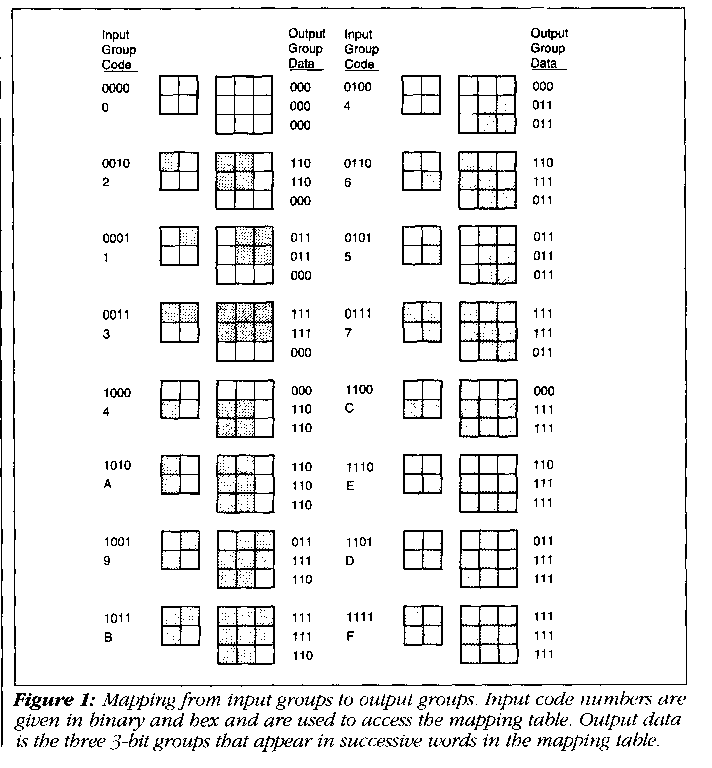 Input Group Code
Output Group Data
Input Group Code
Output Group Data
0000 000 0100 000
0 000 4 011
000 011
0010 110 0110 110
2 110 6 111
000 011
0001 011 0101 011
1 011 5 011
000 011
0011 111 0111 111
3 111 7 111
000 011
1000 000 1100 000
4 110 C 111
110 111
1010 110 1110 110
A 110 E 111
110 111
1001 011 1101 011
9 111 D 111
110 111
1011 111 1111 111
B 111 F 111
110 111
Figure 1: Mapping from input groups to output groups. Input code numbers are
given in binary and hex and are used to access the mapping table. Output data
is the three 3-bit groups that appear in successive words in the mapping table.